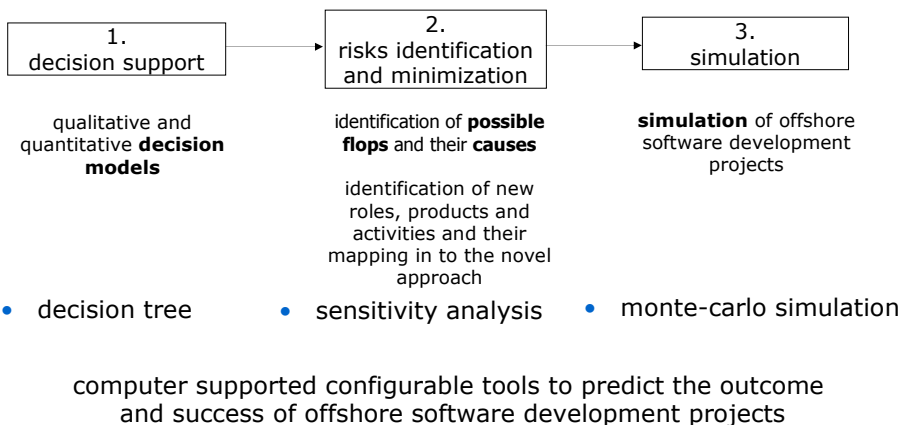 1.
decision support
qualitative and
quantitative decision
models
2.
risks identification
and minimization
identification of possible
flops and their causes
identification of new
roles, products and
activities and their
mapping in to the novel
approach
3.
simulation
simulation of offshore
software development
projects
• decision tree
• sensitivity analysis
• monte-carlo simulation
computer supported configurable tools to predict the outcome
and success of offshore software development projects